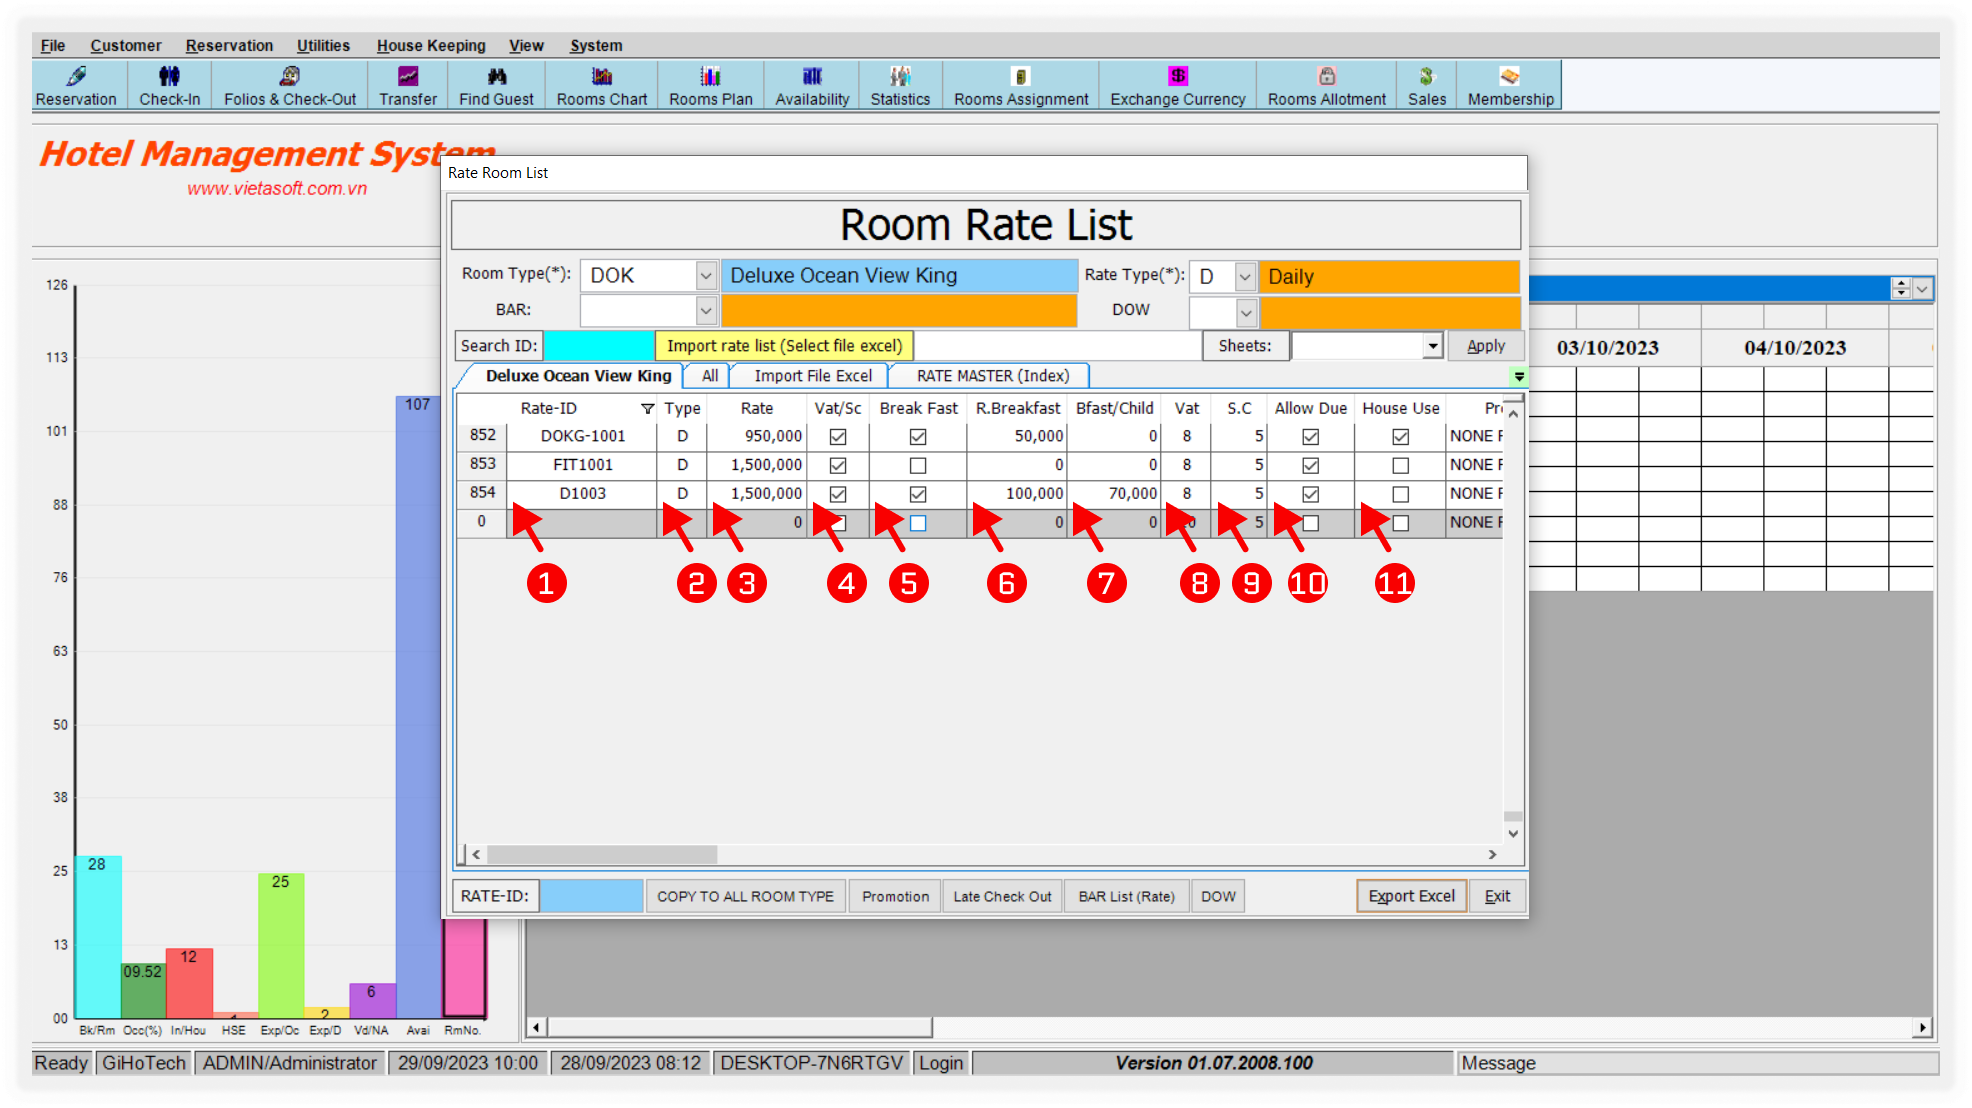 File Customer Reservation Utilities House Keeping View System
Reservation Check-In Folios & Check-Out Transfer Find Guest Rooms Chart Rooms Plan Availability Statistics Rooms Assignment Exchange Currency Rooms Allotment Sales Membership
Hotel Management System
www.vietasoft.com.vn
Rate Room List
Room Rate List
Room Type(*): DOK Deluxe Ocean View King Rate Type(*): D Daily
BAR: DOW
Search ID: Import rate list (Select file excel) Sheets: Apply
Deluxe Ocean View King All Import File Excel RATE MASTER (Index)
Rate-ID Type Rate Vat/Sc Break Fast R.Breakfast Bfast/Child Vat S.C Allow Due House Use
852 DOKG-1001 D 950,000 50,000 0 8 5 NONE
853 FIT1001 D 1,500,000 0 0 8 5 NONE
854 D1003 D 1,500,000 100,000 70,000 8 5 NONE
0 0 0 0 5 NONE
1 2 3 4 5 6 7 8 9 10 11
RATE-ID: COPY TO ALL ROOM TYPE Promotion Late Check Out BAR List (Rate) DOW Export Excel Exit
03/10/2023 04/10/2023
126
113
101
88
76
63
50
38
25
13
00
28 09.52 12 25 2 6 107
Bk/Rm Occ(%) In/Hou HSE Exp/Oc Exp/D Vd/NA Avai RmNo.
Ready GiHoTech ADMIN/Administrator 29/09/2023 10:00 28/09/2023 08:12 DESKTOP-7N6RTGV Login Version 01.07.2008.100 Message